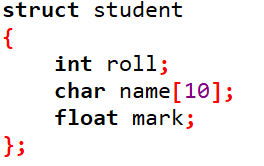 struct student
{
    int roll;
    char name[10];
    float mark;
};